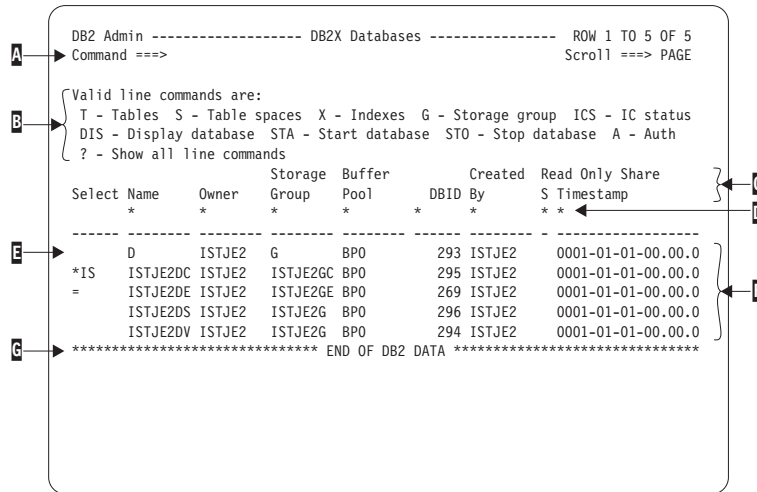 DB2 Admin ------------------- DB2X Databases ---------------- ROW 1 TO 5 OF 5
A Command ===> Scroll ===> PAGE
Valid line commands are:
T - Tables S - Table spaces X - Indexes G - Storage group ICS - IC status
B DIS - Display database STA - Start database STO - Stop database A - Auth
? - Show all line commands
Storage Buffer Created Read Only Share
Select Name Owner Group Pool DBID By S Timestamp
* * * * * * * *
------ -------- -------- -------- -------- ------ -------- - ------------------
E D ISTJE2 G BP0 293 ISTJE2 0001-01-01-00.00.0
*IS ISTJE2DC ISTJE2 ISTJE2GC BP0 295 ISTJE2 0001-01-01-00.00.0
= ISTJE2DE ISTJE2 ISTJE2GE BP0 269 ISTJE2 0001-01-01-00.00.0
ISTJE2DS ISTJE2 ISTJE2G BP0 296 ISTJE2 0001-01-01-00.00.0
ISTJE2DV ISTJE2 ISTJE2G BP0 294 ISTJE2 0001-01-01-00.00.0
G ******************************* END OF DB2 DATA *******************************